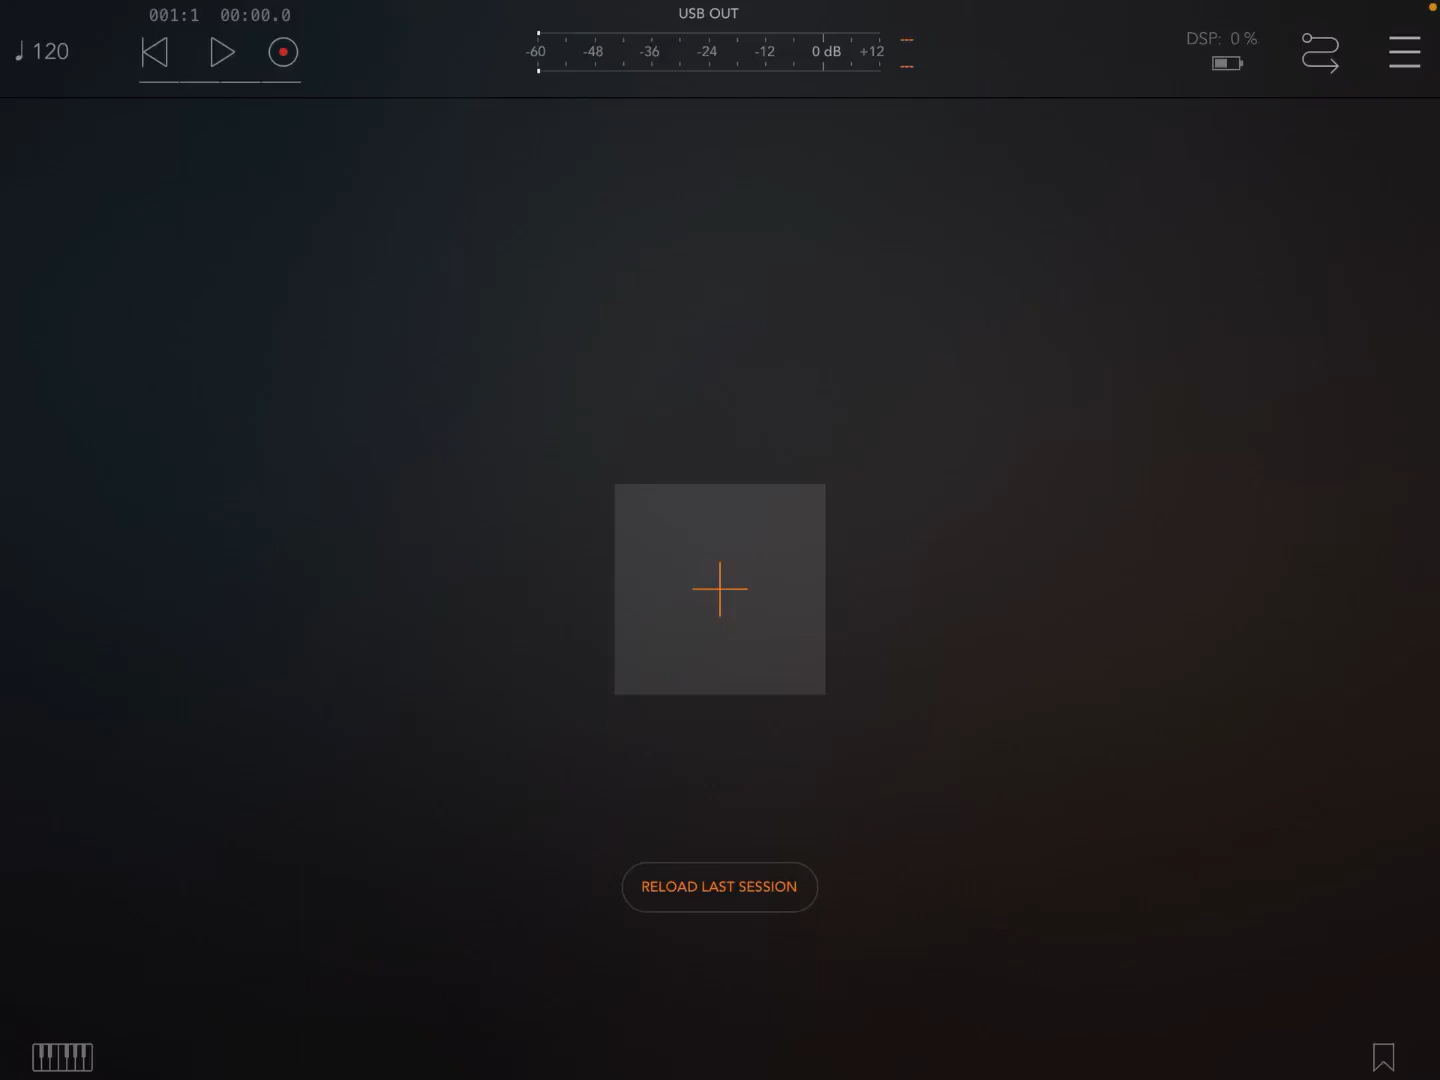 001:1 00:00.0
120
USB OUT
-60 -48 -36 -24 -12 0 dB +12
---
---
DSP: 0 %
RELOAD LAST SESSION